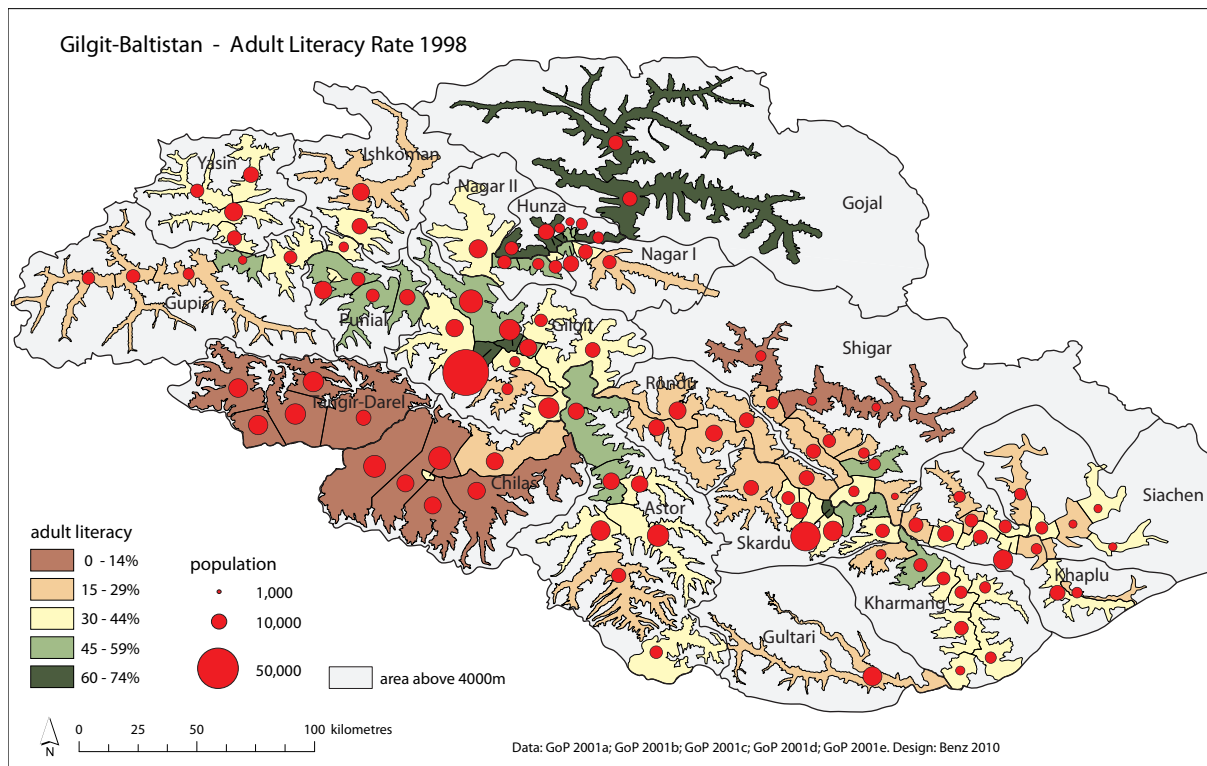 Gilgit-Baltistan - Adult Literacy Rate 1998
Yasin
Ishkoman
Nagar II
Hunza
Gojal
Nagar I
Gupis
Punial
Gilgit
Shigar
Rondu
Tangir-Darel
Chilas
Siachen
Astor
Skardu
Khaplu
Kharmang
Gultari
adult literacy
0 - 14%
15 - 29%
30 - 44%
45 - 59%
60 - 74%
population
1,000
10,000
50,000
area above 4000m
N
0 25 50 100 kilometres
Data: GoP 2001a; GoP 2001b; GoP 2001c; GoP 2001d; GoP 2001e. Design: Benz 2010